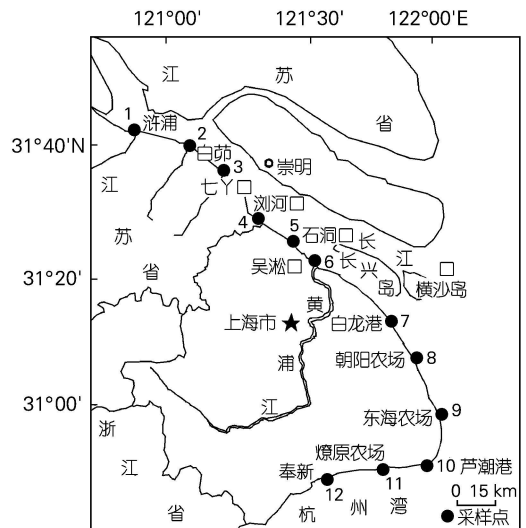 121°00′ 121°30′ 122°00′E
江 苏
省
1 浒浦
31°40′N
2
白茆
3
崇明
七丫
江
浏河
4
5
石洞口
长
江
苏
吴淞口
6
长
兴
岛
横沙岛
省
31°20′
黄
上海市
白龙港
7
浦
朝阳农场
8
31°00′
江
东海农场
9
浙
燎原农场
江
奉新
10 芦潮港
11
12
0 15 km
省
杭 州 湾
采样点